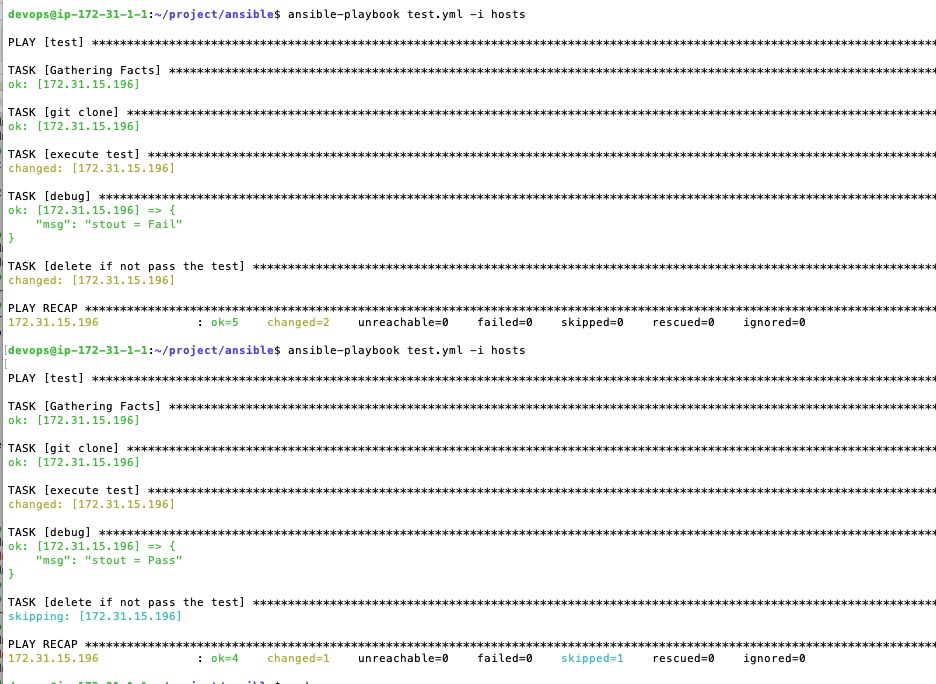 devops@ip-172-31-1-1:~/project/ansible$ ansible-playbook test.yml -i hosts
PLAY [test] ************************************************************************************************************************
TASK [Gathering Facts] *************************************************************************************************************
ok: [172.31.15.196]
TASK [git clone] *******************************************************************************************************************
ok: [172.31.15.196]
TASK [execute test] ****************************************************************************************************************
changed: [172.31.15.196]
TASK [debug] ***********************************************************************************************************************
ok: [172.31.15.196] => {
    "msg": "stout = Fail"
}
TASK [delete if not pass the test] *************************************************************************************************
changed: [172.31.15.196]
PLAY RECAP *************************************************************************************************************************
172.31.15.196              : ok=5    changed=2    unreachable=0    failed=0    skipped=0    rescued=0    ignored=0
[devops@ip-172-31-1-1:~/project/ansible$ ansible-playbook test.yml -i hosts
[
PLAY [test] ************************************************************************************************************************
TASK [Gathering Facts] *************************************************************************************************************
ok: [172.31.15.196]
TASK [git clone] *******************************************************************************************************************
ok: [172.31.15.196]
TASK [execute test] ****************************************************************************************************************
changed: [172.31.15.196]
TASK [debug] ***********************************************************************************************************************
ok: [172.31.15.196] => {
    "msg": "stout = Pass"
}
TASK [delete if not pass the test] *************************************************************************************************
skipping: [172.31.15.196]
PLAY RECAP *************************************************************************************************************************
172.31.15.196              : ok=4    changed=1    unreachable=0    failed=0    skipped=1    rescued=0    ignored=0